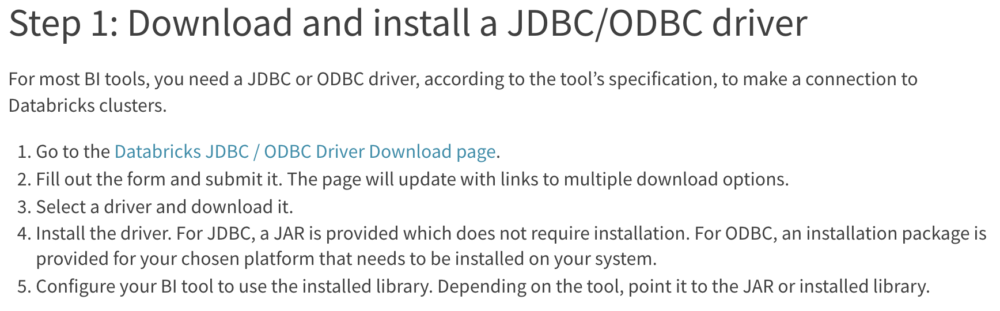 Step 1: Download and install a JDBC/ODBC driver
For most BI tools, you need a JDBC or ODBC driver, according to the tool’s specification, to make a connection to
Databricks clusters.
1. Go to the Databricks JDBC / ODBC Driver Download page.
2. Fill out the form and submit it. The page will update with links to multiple download options.
3. Select a driver and download it.
4. Install the driver. For JDBC, a JAR is provided which does not require installation. For ODBC, an installation package is
provided for your chosen platform that needs to be installed on your system.
5. Configure your BI tool to use the installed library. Depending on the tool, point it to the JAR or installed library.